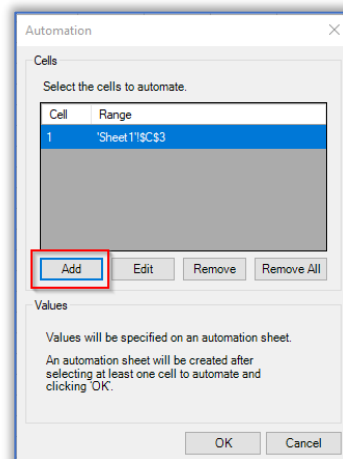 Automation
Cells
Select the cells to automate.
Cell Range
1 'Sheet1'!$C$3
Add Edit Remove Remove All
Values
Values will be specified on an automation sheet.
An automation sheet will be created after
selecting at least one cell to automate and
clicking 'OK'.
OK Cancel